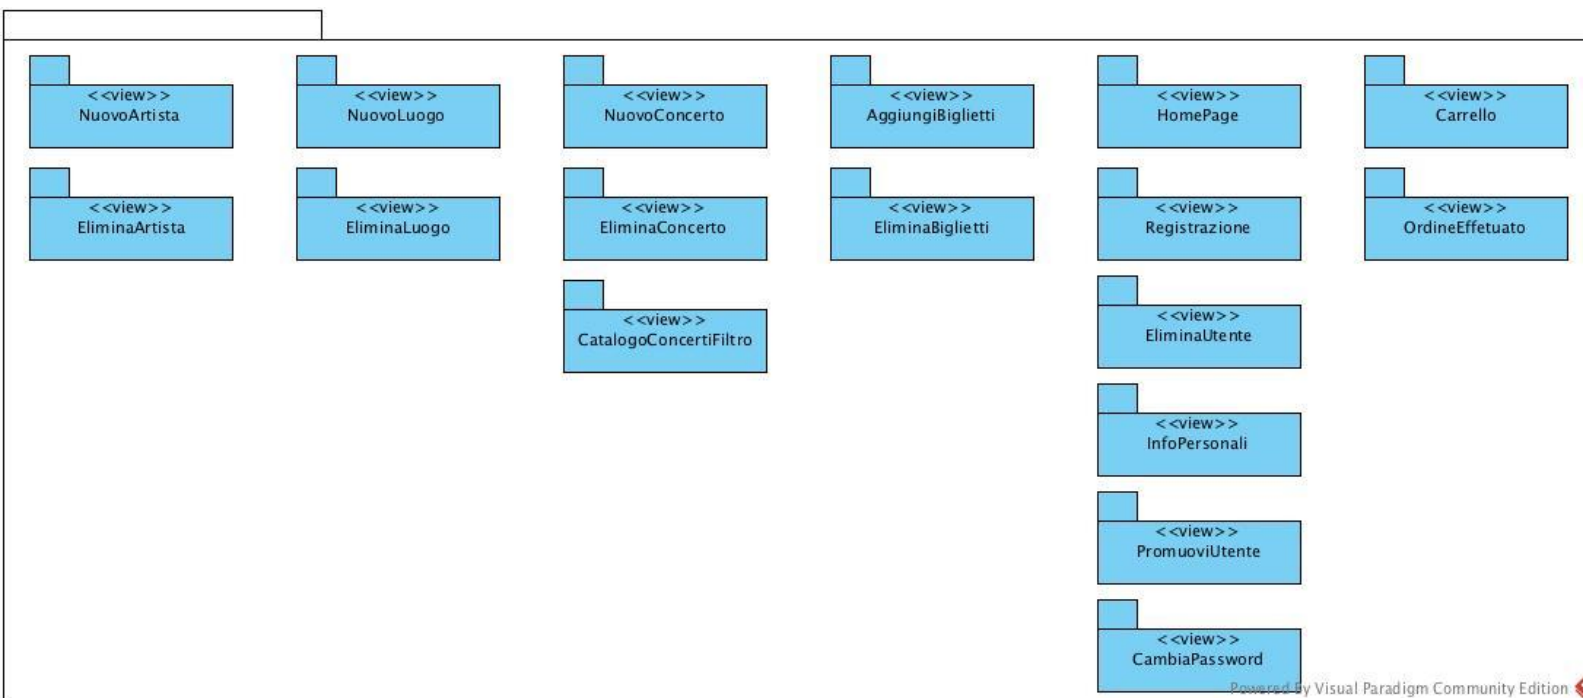 <<view>>
NuovoArtista
<<view>>
NuovoLuogo
<<view>>
NuovoConcerto
<<view>>
AggiungiBiglietti
<<view>>
HomePage
<<view>>
Carrello
<<view>>
EliminaArtista
<<view>>
EliminaLuogo
<<view>>
EliminaConcerto
<<view>>
EliminaBiglietti
<<view>>
Registrazione
<<view>>
OrdineEffetuato
<<view>>
CatalogoConcertiFiltro
<<view>>
EliminaUtente
<<view>>
InfoPersonali
<<view>>
PromuoviUtente
<<view>>
CambiaPassword
Powered By Visual Paradigm Community Edition